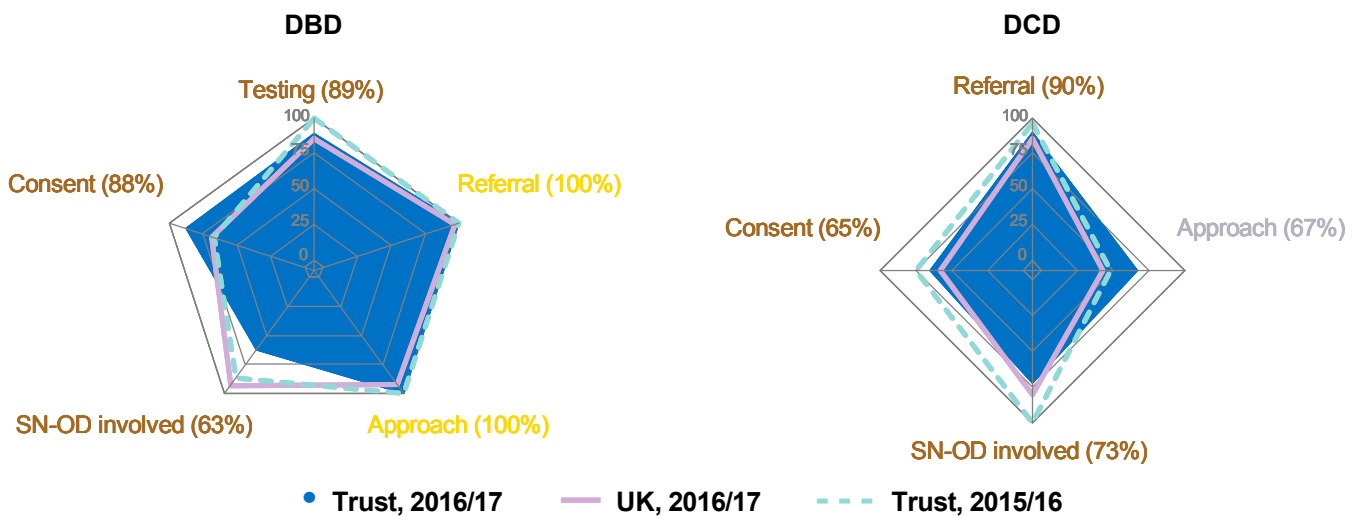 DBD
DCD
Testing (89%)
Referral (90%)
100
100
75
75
Consent (88%)
Referral (100%)
50
50
Consent (65%)
Approach (67%)
25
25
0
0
SN-OD involved (63%)
Approach (100%)
SN-OD involved (73%)
Trust, 2016/17
UK, 2016/17
Trust, 2015/16